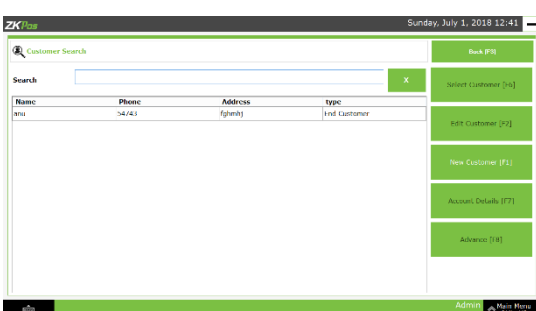 ZKPos Sunday, July 1, 2018 12:41
Customer Search
Back [F3]
Search X
Select Customer [F6]
Name Phone Address type
anu 54743 fghmhj End Customer
Edit Customer [F2]
New Customer [F1]
Account Details [F7]
Advance [F8]
Admin Main Menu